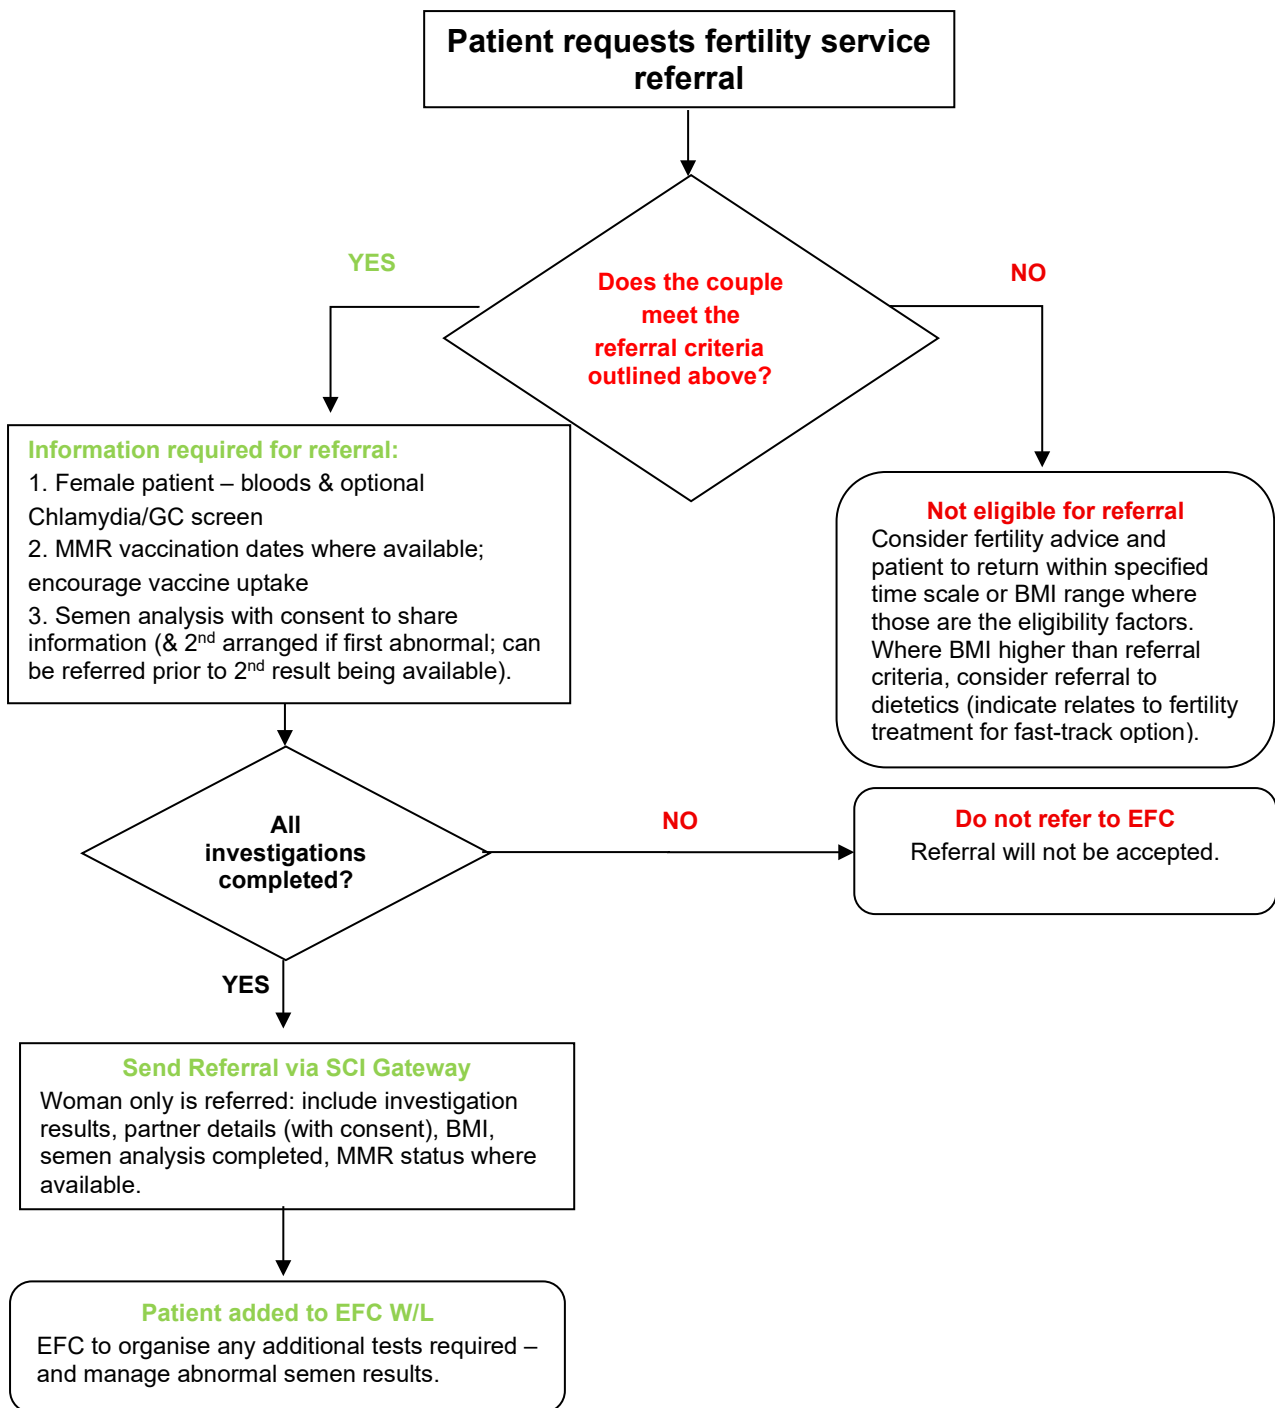 Patient requests fertility service
referral
YES
NO
Does the couple
meet the
referral criteria
outlined above?
Information required for referral:
1. Female patient – bloods & optional
Chlamydia/GC screen
2. MMR vaccination dates where available;
encourage vaccine uptake
3. Semen analysis with consent to share
information (& 2nd arranged if first abnormal; can
be referred prior to 2nd result being available).
Not eligible for referral
Consider fertility advice and
patient to return within specified
time scale or BMI range where
those are the eligibility factors.
Where BMI higher than referral
criteria, consider referral to
dietetics (indicate relates to fertility
treatment for fast-track option).
All
investigations
completed?
NO
Do not refer to EFC
Referral will not be accepted.
YES
Send Referral via SCI Gateway
Woman only is referred: include investigation
results, partner details (with consent), BMI,
semen analysis completed, MMR status where
available.
Patient added to EFC W/L
EFC to organise any additional tests required –
and manage abnormal semen results.